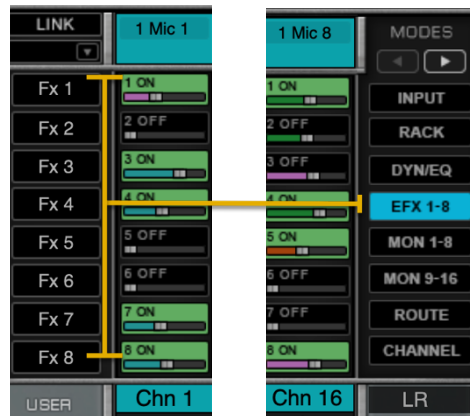 LINK
1 Mic 1
Fx 1
1 ON
Fx 2
2 OFF
Fx 3
3 ON
Fx 4
4 ON
Fx 5
5 OFF
Fx 6
6 OFF
Fx 7
7 ON
Fx 8
8 ON
USER
Chn 1
1 Mic 8
MODES
1 ON
INPUT
2 OFF
RACK
3 OFF
DYN/EQ
4 ON
EFX 1-8
5 ON
MON 1-8
6 OFF
MON 9-16
7 OFF
ROUTE
8 ON
CHANNEL
Chn 16
LR